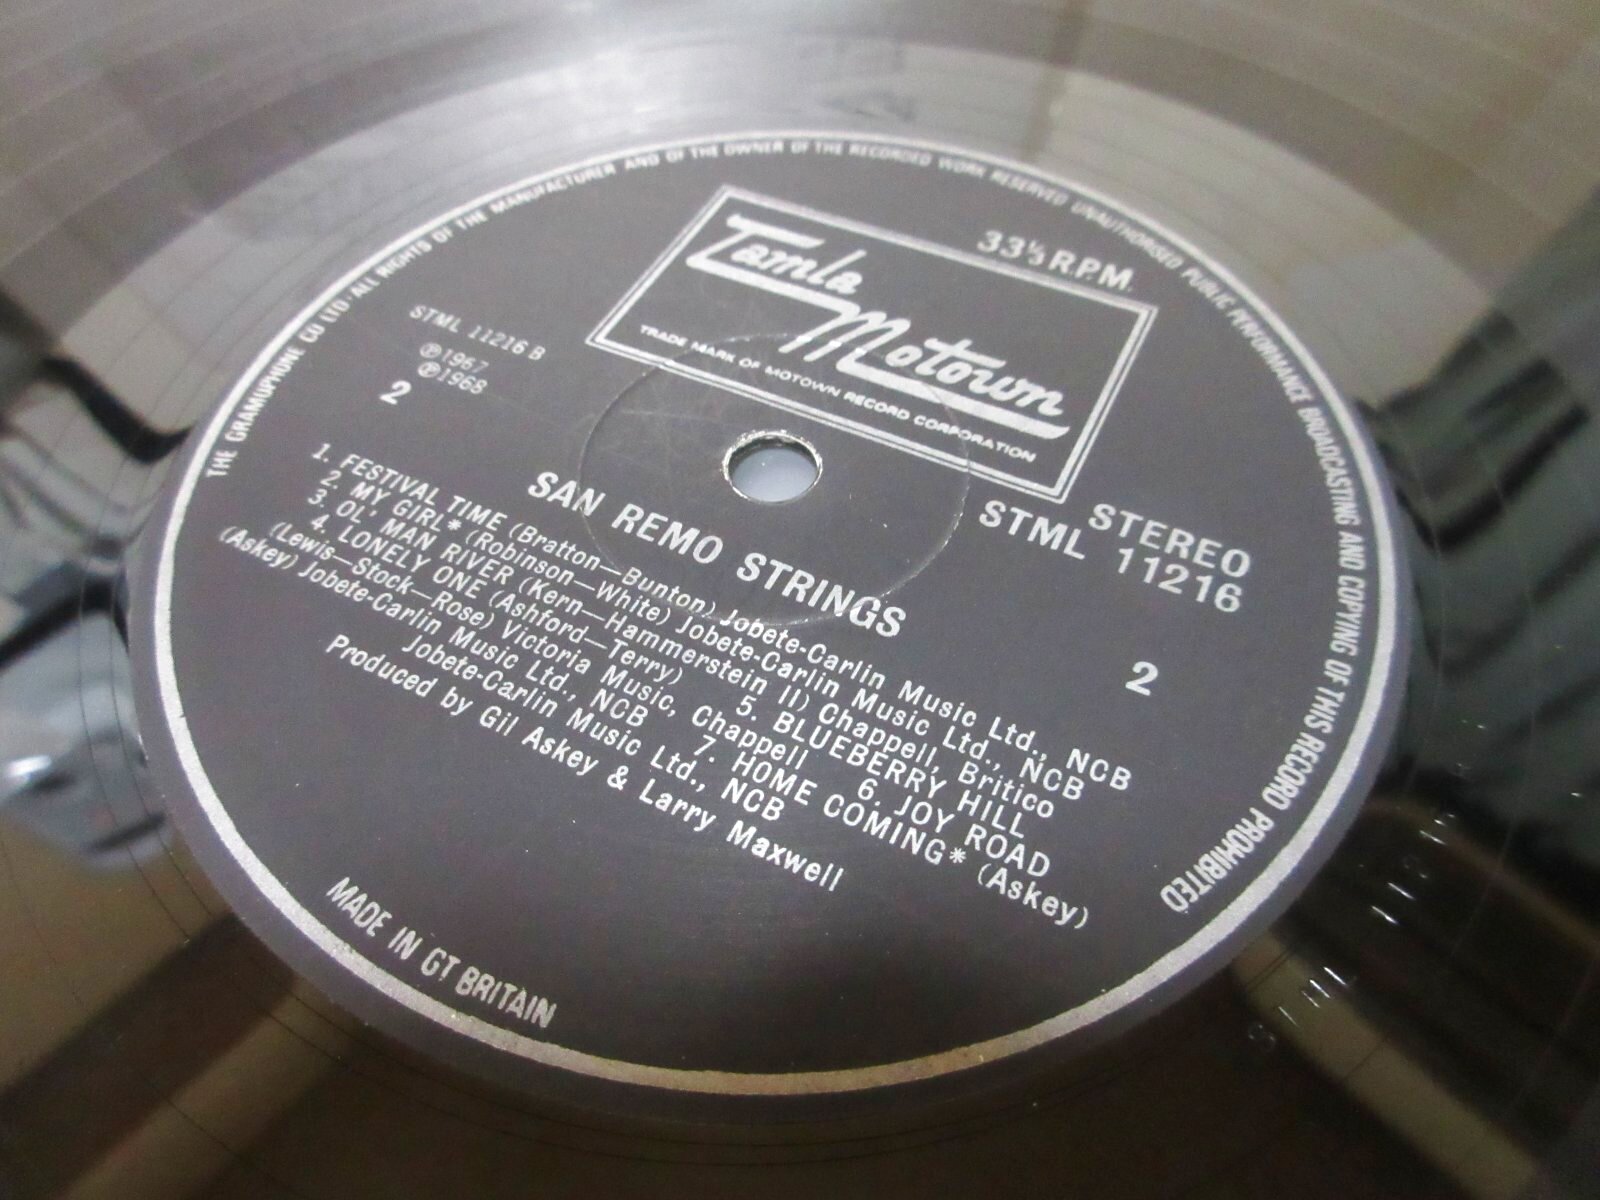 THE GRAMOPHONE CO LTD·ALL RIGHTS OF THE MANUFACTURER AND OF THE OWNER OF THE RECORDED WORK RESERVED UNAUTHORISED PUBLIC PERFORMANCE BROADCASTING AND COPYING OF THIS RECORD PROHIBITED
33⅓ R.P.M.
Tamla
Motown
TRADE MARK OF MOTOWN RECORD CORPORATION
STML 11216 B
℗1967
℗1968
2
STEREO
STML 11216
2
SAN REMO STRINGS
1. FESTIVAL TIME (Bratton—Bunton) Jobete-Carlin Music Ltd., NCB
2. MY GIRL* (Robinson—White) Jobete-Carlin Music Ltd., NCB
3. OL' MAN RIVER (Kern—Hammerstein II) Chappell, Britico
4. LONELY ONE (Ashford—Terry) 5. BLUEBERRY HILL
(Lewis—Stock—Rose) Victoria Music, Chappell 6. JOY ROAD
(Askey) Jobete-Carlin Music Ltd., NCB 7. HOME COMING* (Askey)
Jobete-Carlin Music Ltd., NCB
Produced by Gil Askey & Larry Maxwell
MADE IN GT BRITAIN